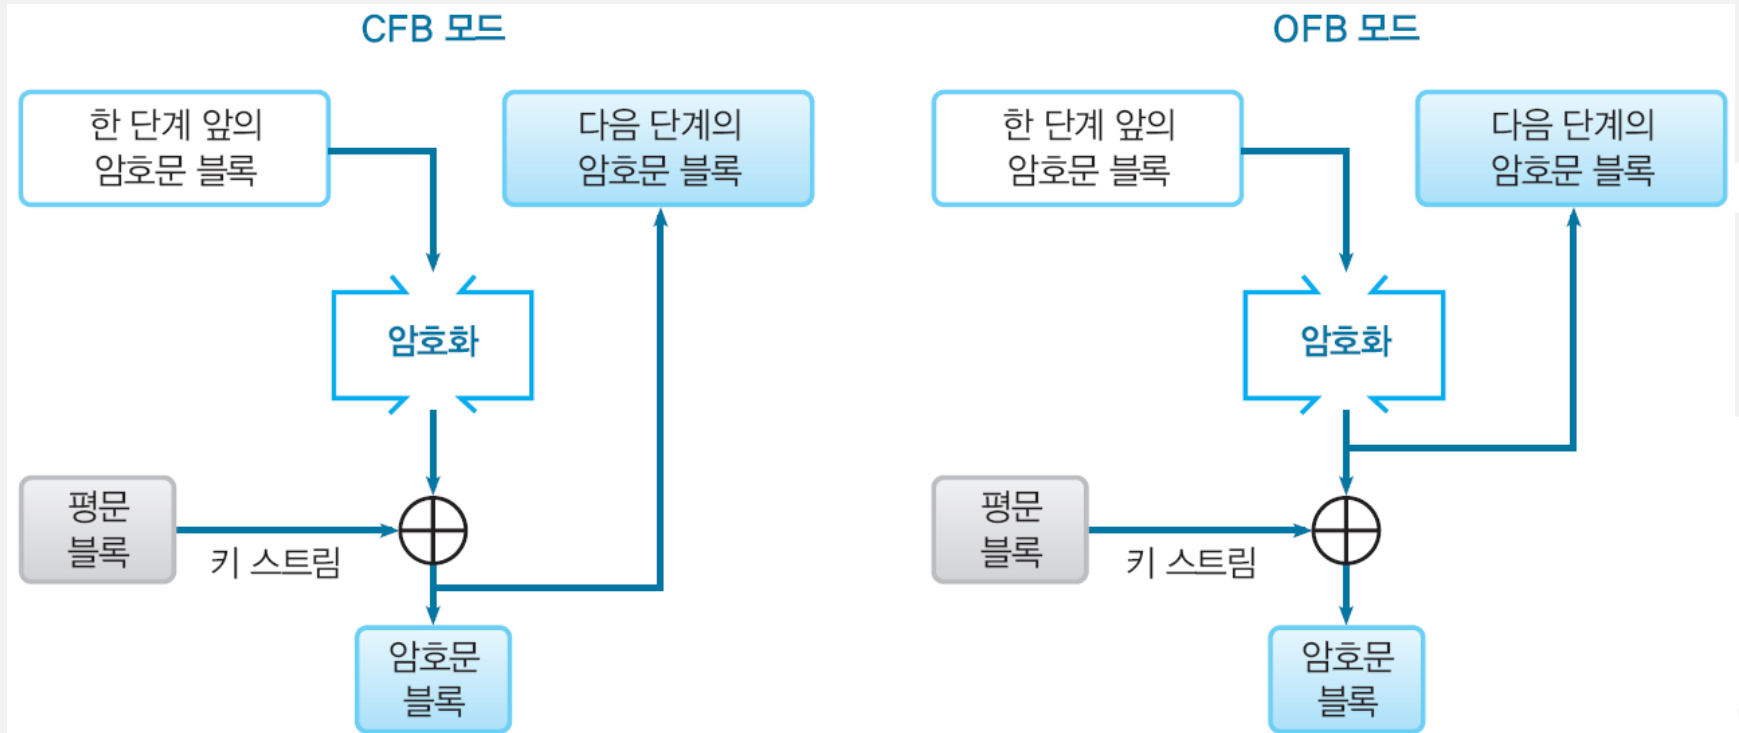 CFB 모드
한 단계 앞의
암호문 블록
다음 단계의
암호문 블록
암호화
평문
블록
키 스트림
암호문
블록
OFB 모드
한 단계 앞의
암호문 블록
다음 단계의
암호문 블록
암호화
평문
블록
키 스트림
암호문
블록